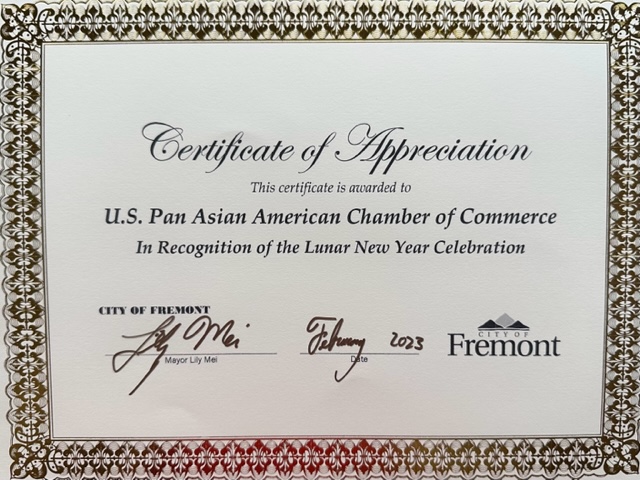 Certificate of Appreciation
This certificate is awarded to
U.S. Pan Asian American Chamber of Commerce
In Recognition of the Lunar New Year Celebration
CITY OF FREMONT
Lily Mei
February 2023
Mayor Lily Mei
Date
CITY OF
Fremont